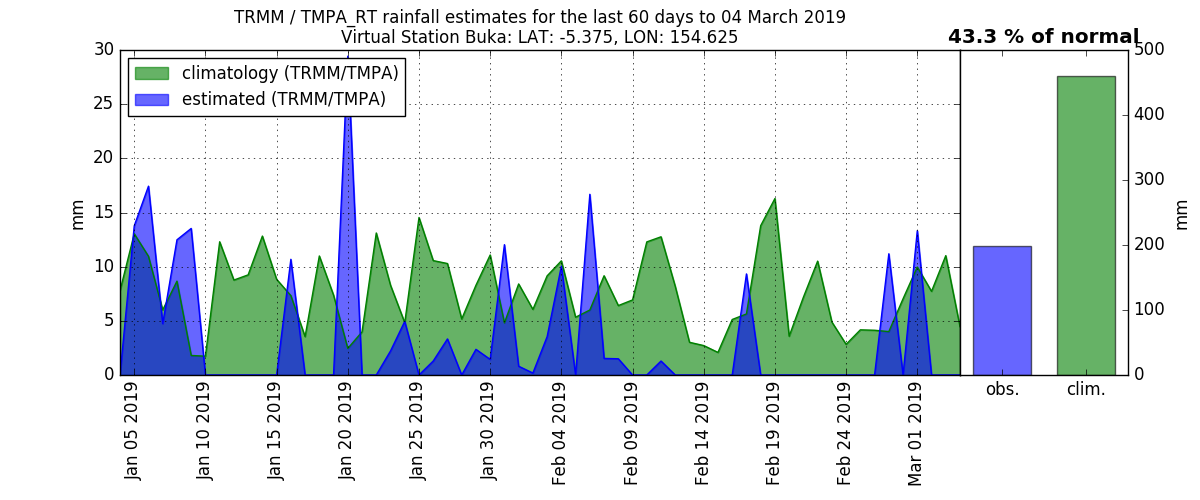 TRMM / TMPA_RT rainfall estimates for the last 60 days to 04 March 2019
Virtual Station Buka: LAT: -5.375, LON: 154.625
43.3 % of normal
climatology (TRMM/TMPA)
estimated (TRMM/TMPA)
30
25
20
15
10
5
0
mm
500
400
300
200
100
0
mm
Jan 05 2019
Jan 10 2019
Jan 15 2019
Jan 20 2019
Jan 25 2019
Jan 30 2019
Feb 04 2019
Feb 09 2019
Feb 14 2019
Feb 19 2019
Feb 24 2019
Mar 01 2019
obs.
clim.